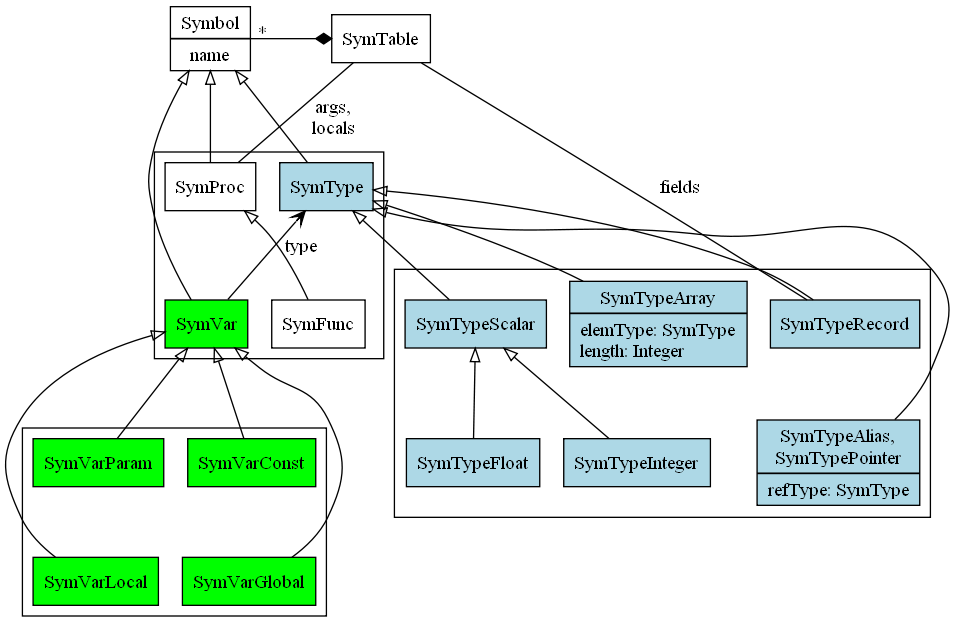 Symbol
name
*
SymTable
args,
locals
SymProc
SymType
fields
type
SymVar
SymFunc
SymTypeScalar
SymTypeArray
elemType: SymType
length: Integer
SymTypeRecord
SymVarParam
SymVarConst
SymTypeFloat
SymTypeInteger
SymTypeAlias,
SymTypePointer
refType: SymType
SymVarLocal
SymVarGlobal